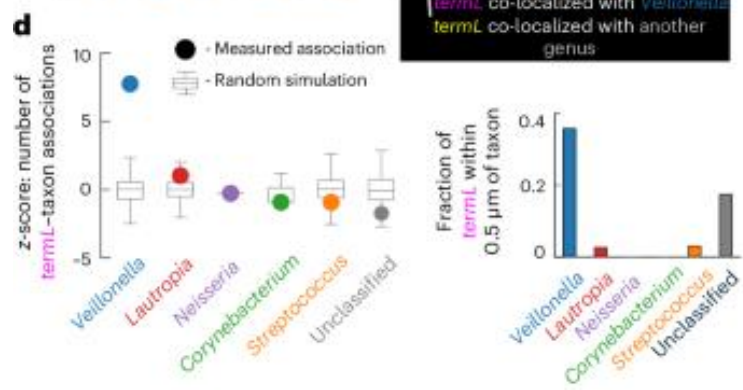 termL co-localized with Veillonella
termL co-localized with another
genus
d
z-score: number of
termL–taxon associations
10
5
0
-5
- Measured association
- Random simulation
Veillonella
Lautropia
Neisseria
Corynebacterium
Streptococcus
Unclassified
Fraction of
termL within
0.5 µm of taxon
0.4
0.2
0
Veillonella
Lautropia
Neisseria
Corynebacterium
Streptococcus
Unclassified